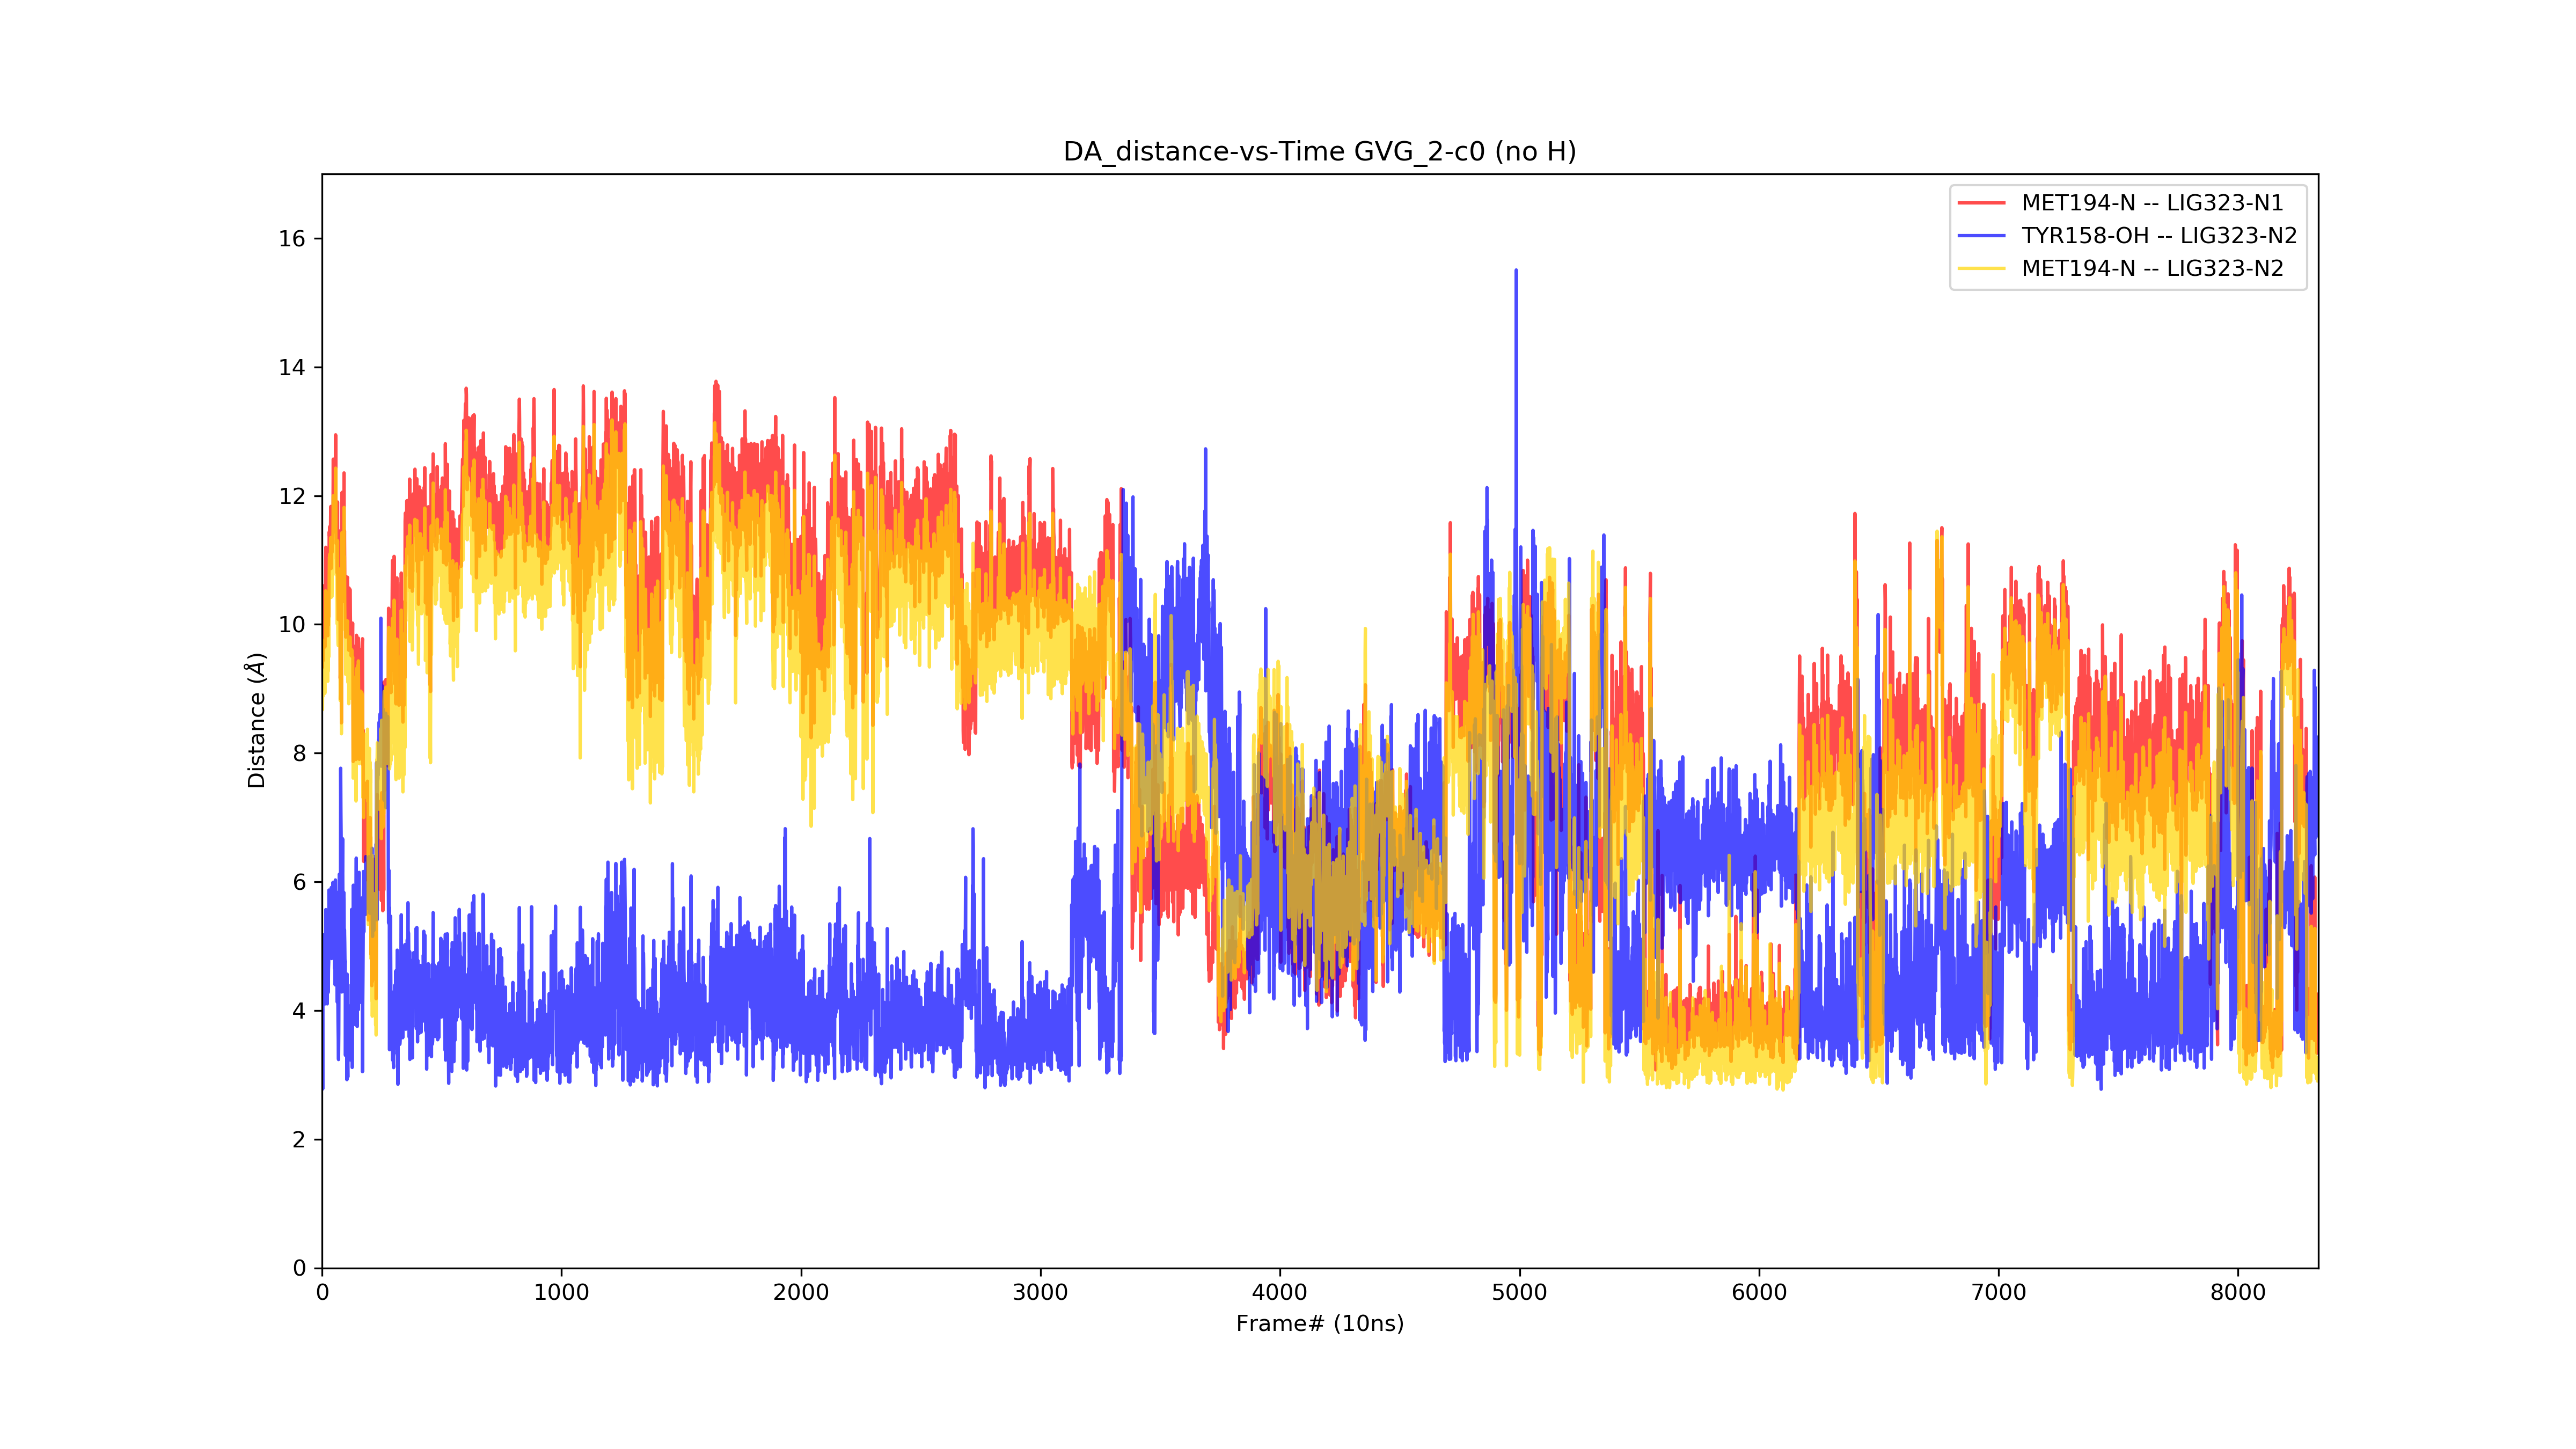 DA_distance-vs-Time GVG_2-c0 (no H)
MET194-N -- LIG323-N1
TYR158-OH -- LIG323-N2
MET194-N -- LIG323-N2
16
14
12
10
8
6
4
2
0
Distance (Å)
0 1000 2000 3000 4000 5000 6000 7000 8000
Frame# (10ns)